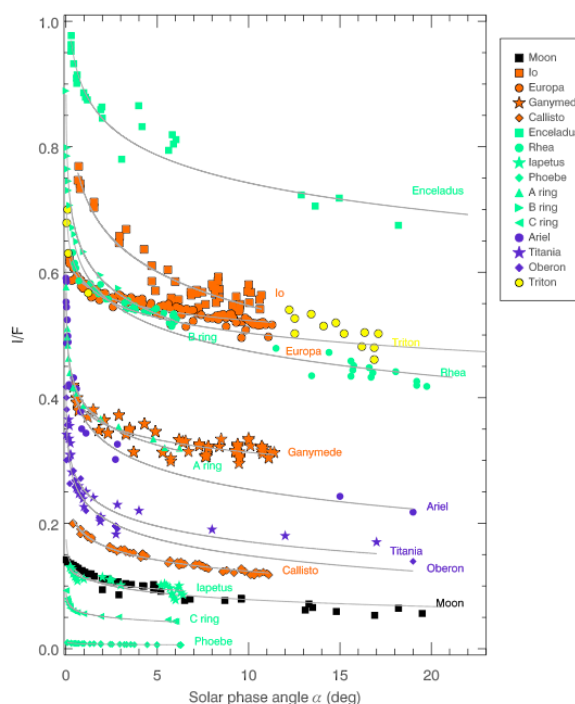 1.0
0.8
0.6
0.4
0.2
0.0
I/F
0
5
10
15
20
Solar phase angle α (deg)
Enceladus
Io
B ring
Europa
Triton
Rhea
Ganymede
A ring
Ariel
Titania
Oberon
Callisto
Iapetus
Moon
C ring
Phoebe
Moon
Io
Europa
Ganymede
Callisto
Enceladus
Rhea
Iapetus
Phoebe
A ring
B ring
C ring
Ariel
Titania
Oberon
Triton